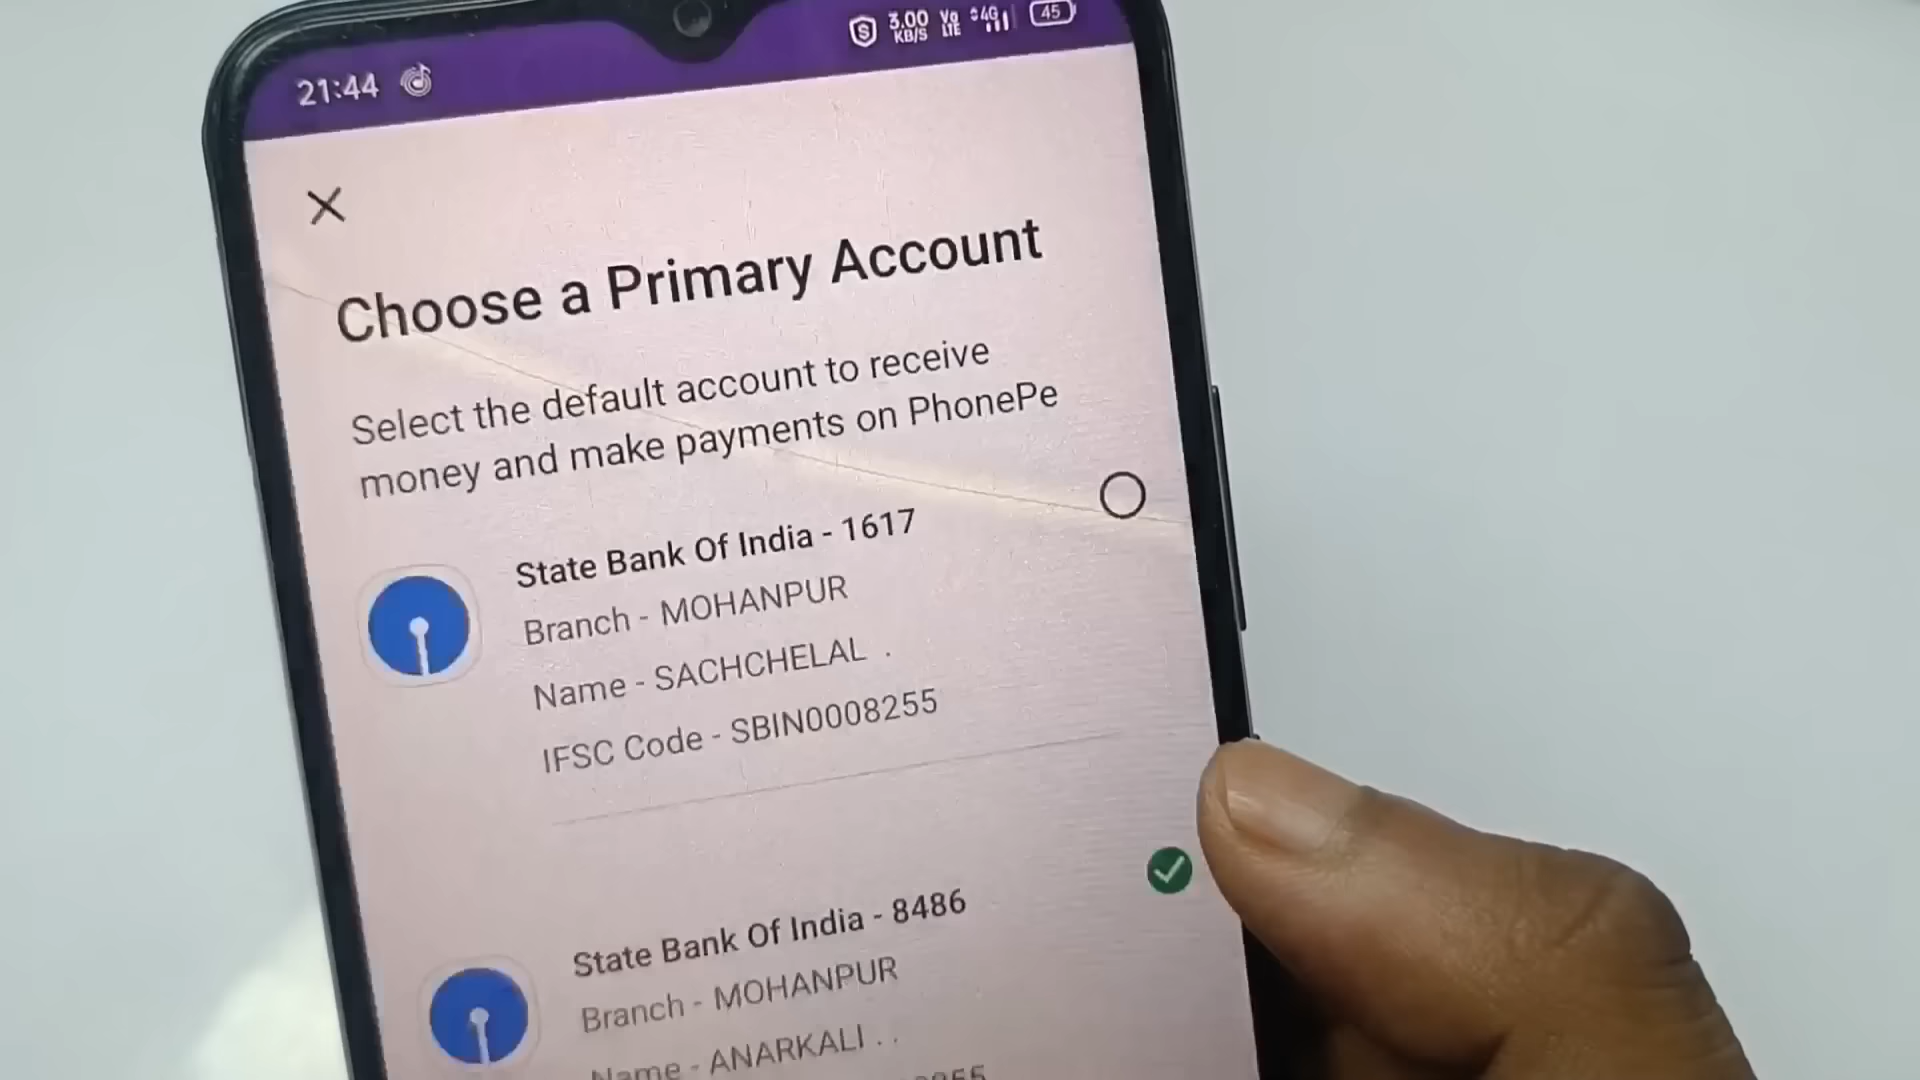 21:44
3.00 KB/S Vo LTE 4G 45
Choose a Primary Account
Select the default account to receive
money and make payments on PhonePe
State Bank Of India - 1617
Branch - MOHANPUR
Name - SACHCHELAL .
IFSC Code - SBIN0008255
State Bank Of India - 8486
Branch - MOHANPUR
Name - ANARKALI . .